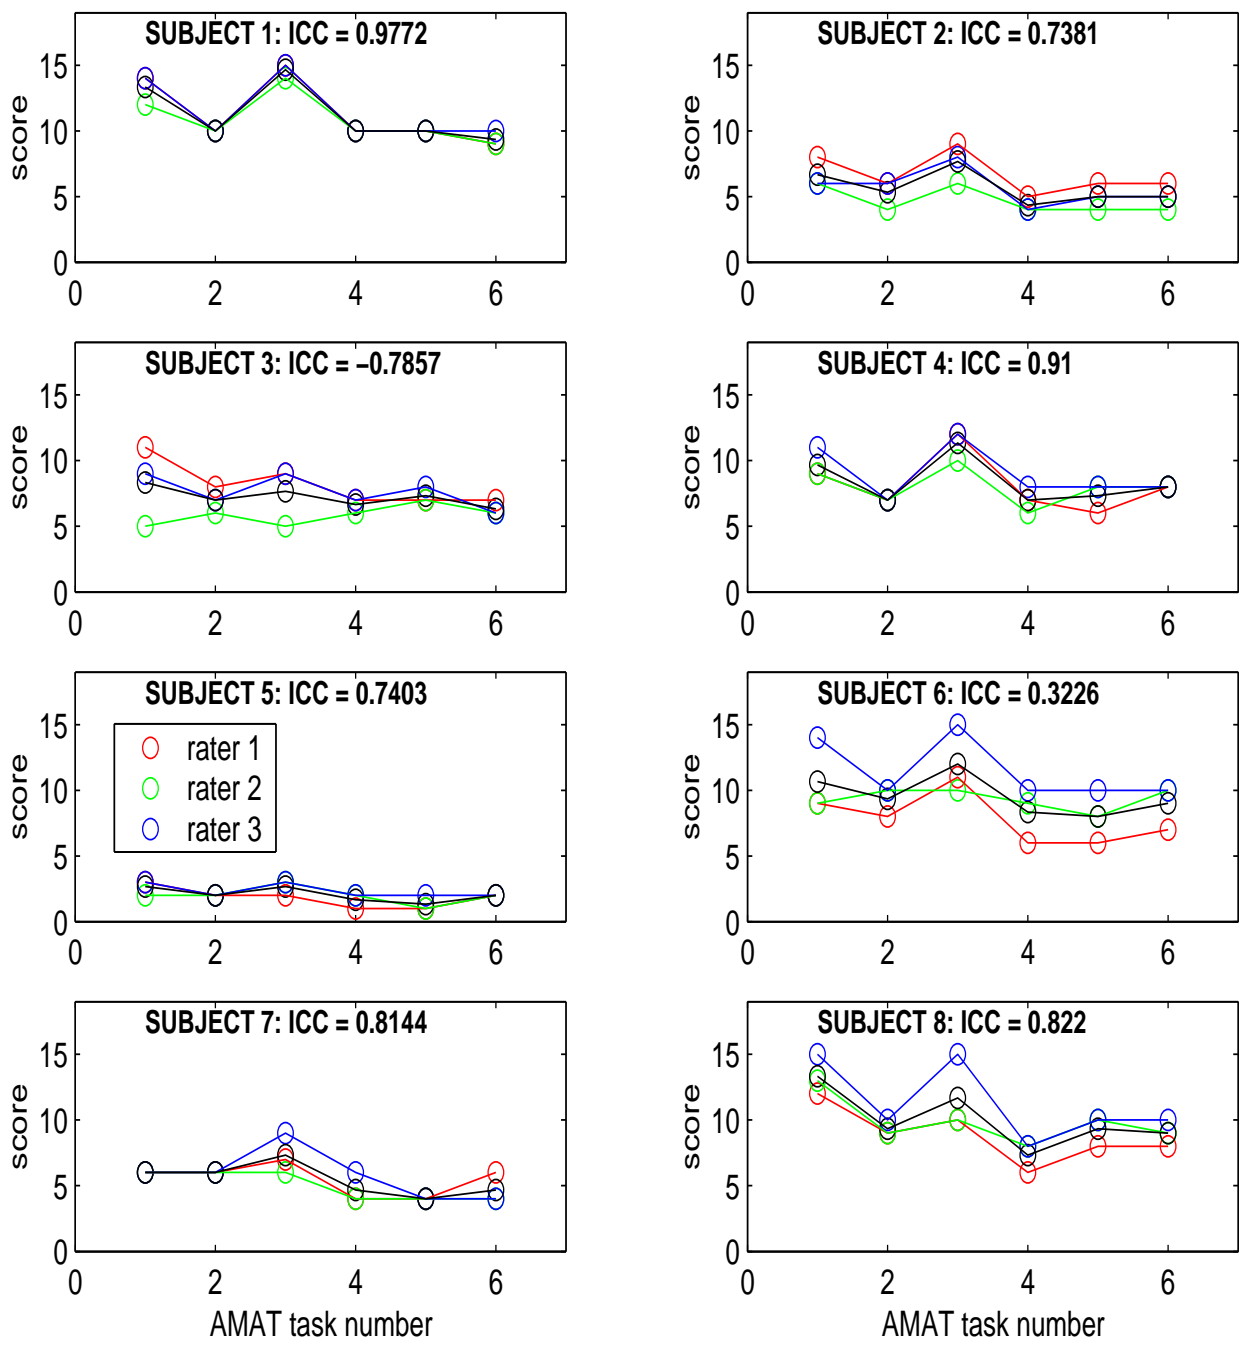 SUBJECT 1: ICC = 0.9772
score
15
10
5
0
0 2 4 6
SUBJECT 2: ICC = 0.7381
score
15
10
5
0
0 2 4 6
SUBJECT 3: ICC = −0.7857
score
15
10
5
0
0 2 4 6
SUBJECT 4: ICC = 0.91
score
15
10
5
0
0 2 4 6
SUBJECT 5: ICC = 0.7403
score
15
10
5
0
rater 1
rater 2
rater 3
0 2 4 6
SUBJECT 6: ICC = 0.3226
score
15
10
5
0
0 2 4 6
SUBJECT 7: ICC = 0.8144
score
15
10
5
0
0 2 4 6
AMAT task number
SUBJECT 8: ICC = 0.822
score
15
10
5
0
0 2 4 6
AMAT task number